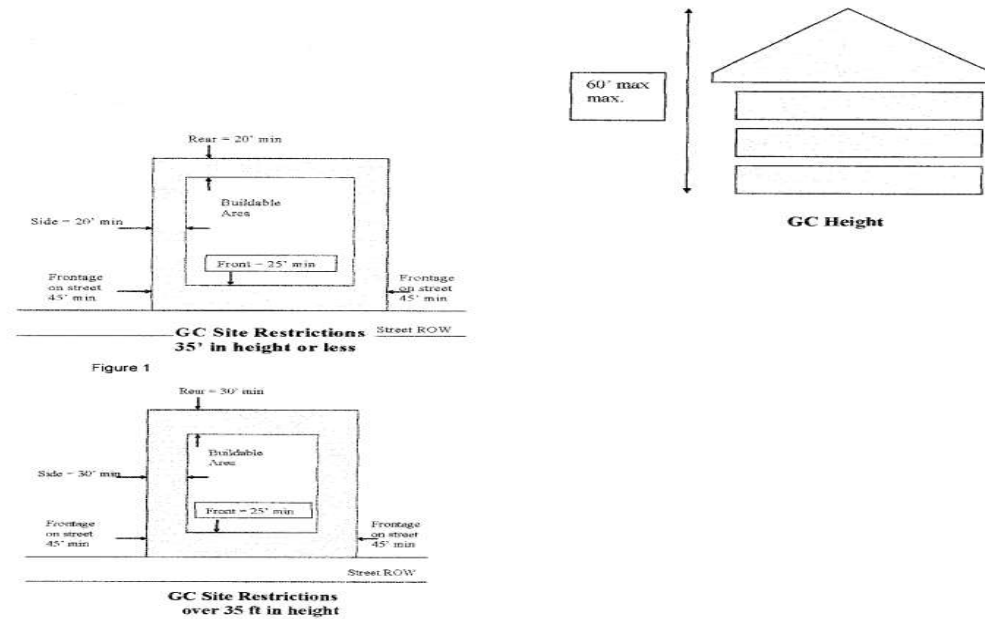 60' max
max.
GC Height
Rear = 20' min
Buildable
Area
Side = 20' min
Front = 25' min
Frontage
on street
45' min
Frontage
on street
45' min
Street ROW
GC Site Restrictions
35' in height or less
Figure 1
Rear = 30' min
Buildable
Area
Side = 30' min
Front = 25' min
Frontage
on street
45' min
Frontage
on street
45' min
Street ROW
GC Site Restrictions
over 35 ft in height